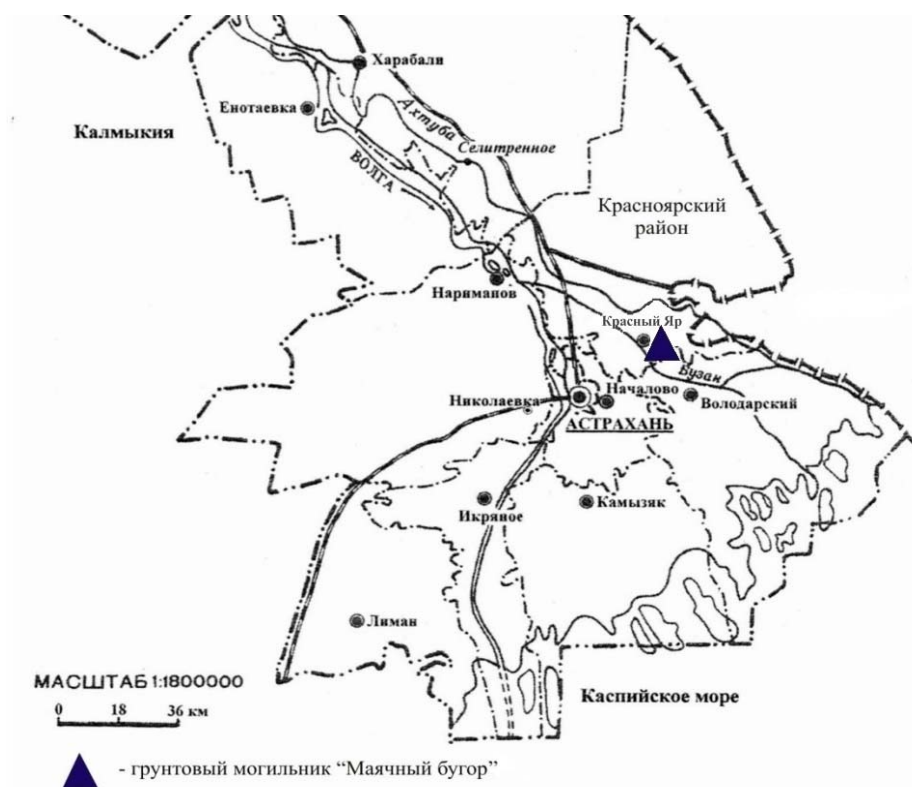 Харабали
Енотаевка
Калмыкия
Ахтуба
Селитренное
ВОЛГА
Красноярский
район
Нариманов
Красный Яр
Бузан
Николаевка
Началово
Володарский
АСТРАХАНЬ
Икряное
Камызяк
Лиман
МАСШТАБ 1:1800000
0 18 36 км
Каспийское море
- грунтовый могильник “Маячный бугор”